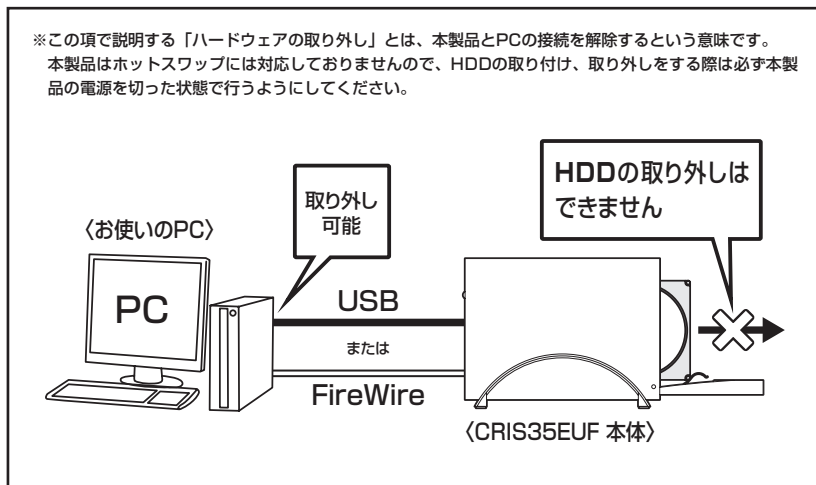 ※この項で説明する「ハードウェアの取り外し」とは、本製品とPCの接続を解除するという意味です。
本製品はホットスワップには対応しておりませんので、HDDの取り付け、取り外しをする際は必ず本製
品の電源を切った状態で行うようにしてください。
HDDの取り外しは
できません
取り外し
可能
〈お使いのPC〉
PC
USB
または
FireWire
〈CRIS35EUF 本体〉